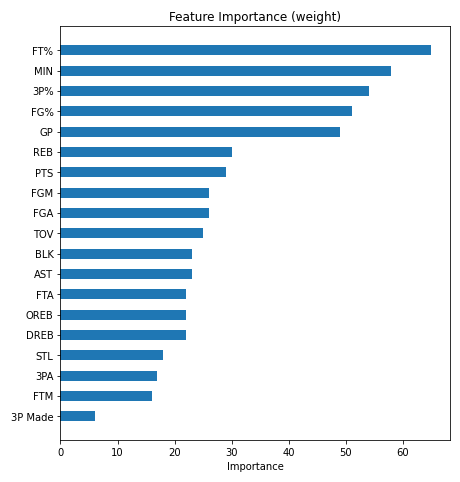 Feature Importance (weight)
FT%
MIN
3P%
FG%
GP
REB
PTS
FGM
FGA
TOV
BLK
AST
FTA
OREB
DREB
STL
3PA
FTM
3P Made
0 10 20 30 40 50 60
Importance